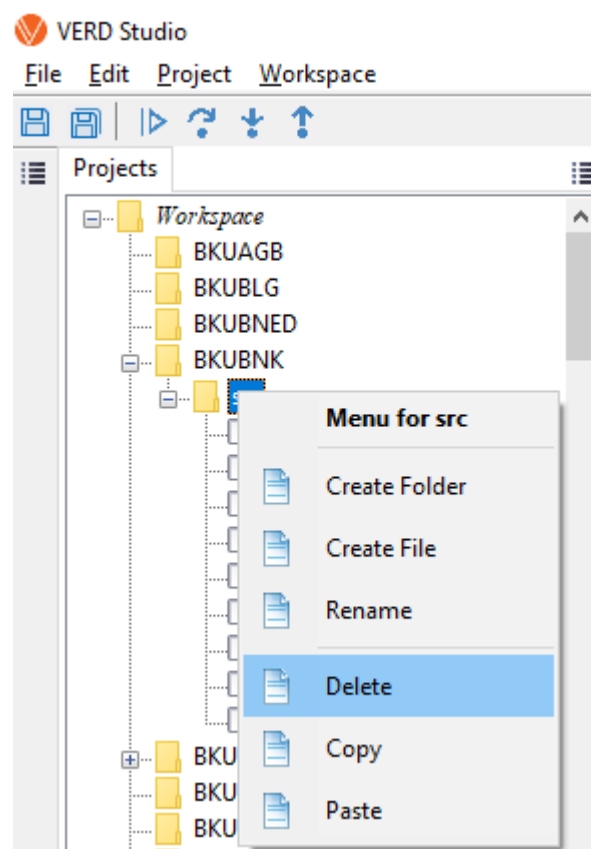 VERD Studio
File Edit Project Workspace
Projects
Workspace
BKUAGB
BKUBLG
BKUBNED
BKUBNK
Menu for src
Create Folder
Create File
Rename
Delete
Copy
Paste
BKU
BKU
BKU